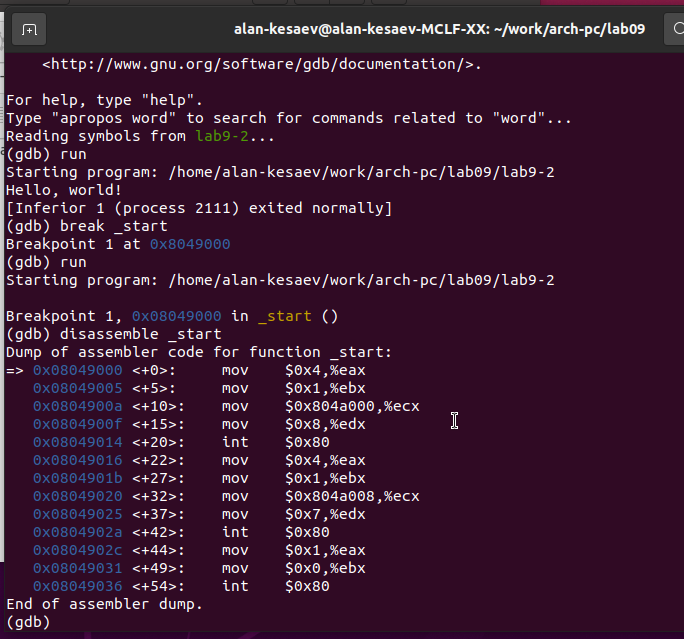 alan-kesaev@alan-kesaev-MCLF-XX: ~/work/arch-pc/lab09
<http://www.gnu.org/software/gdb/documentation/>.
For help, type "help".
Type "apropos word" to search for commands related to "word"...
Reading symbols from lab9-2...
(gdb) run
Starting program: /home/alan-kesaev/work/arch-pc/lab09/lab9-2
Hello, world!
[Inferior 1 (process 2111) exited normally]
(gdb) break _start
Breakpoint 1 at 0x8049000
(gdb) run
Starting program: /home/alan-kesaev/work/arch-pc/lab09/lab9-2
Breakpoint 1, 0x08049000 in _start ()
(gdb) disassemble _start
Dump of assembler code for function _start:
=> 0x08049000 <+0>:     mov    $0x4,%eax
   0x08049005 <+5>:     mov    $0x1,%ebx
   0x0804900a <+10>:    mov    $0x804a000,%ecx
   0x0804900f <+15>:    mov    $0x8,%edx
   0x08049014 <+20>:    int    $0x80
   0x08049016 <+22>:    mov    $0x4,%eax
   0x0804901b <+27>:    mov    $0x1,%ebx
   0x08049020 <+32>:    mov    $0x804a008,%ecx
   0x08049025 <+37>:    mov    $0x7,%edx
   0x0804902a <+42>:    int    $0x80
   0x0804902c <+44>:    mov    $0x1,%eax
   0x08049031 <+49>:    mov    $0x0,%ebx
   0x08049036 <+54>:    int    $0x80
End of assembler dump.
(gdb)